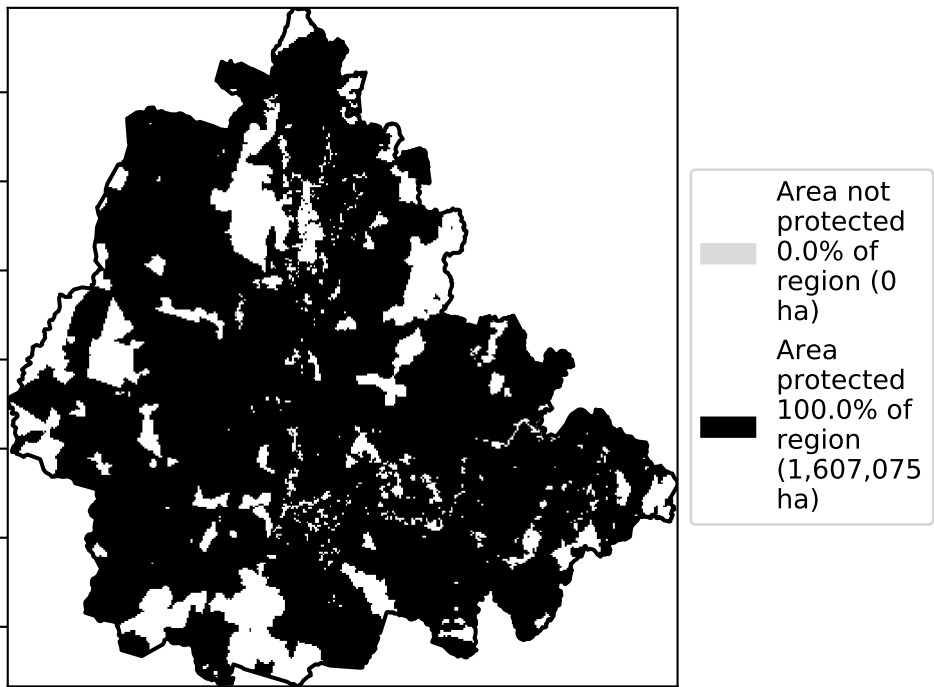 Area not
protected
0.0% of
region (0
ha)
Area
protected
100.0% of
region
(1,607,075
ha)